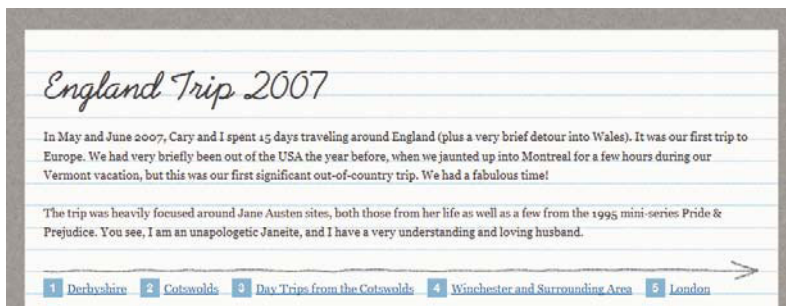 England Trip 2007
In May and June 2007, Cary and I spent 15 days traveling around England (plus a very brief detour into Wales). It was our first trip to
Europe. We had very briefly been out of the USA the year before, when we jaunted up into Montreal for a few hours during our
Vermont vacation, but this was our first significant out-of-country trip. We had a fabulous time!
The trip was heavily focused around Jane Austen sites, both those from her life as well as a few from the 1995 mini-series Pride &
Prejudice. You see, I am an unapologetic Janeite, and I have a very understanding and loving husband.
1 Derbyshire 2 Cotswolds 3 Day Trips from the Cotswolds 4 Winchester and Surrounding Area 5 London